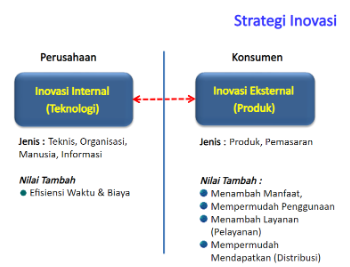 Strategi Inovasi
Perusahaan
Inovasi Internal
(Teknologi)
Jenis : Teknis, Organisasi,
Manusia, Informasi
Nilai Tambah
Efisiensi Waktu & Biaya
Konsumen
Inovasi Eksternal
(Produk)
Jenis : Produk, Pemasaran
Nilai Tambah :
Menambah Manfaat,
Mempermudah Penggunaan
Menambah Layanan
(Pelayanan)
Mempermudah
Mendapatkan (Distribusi)